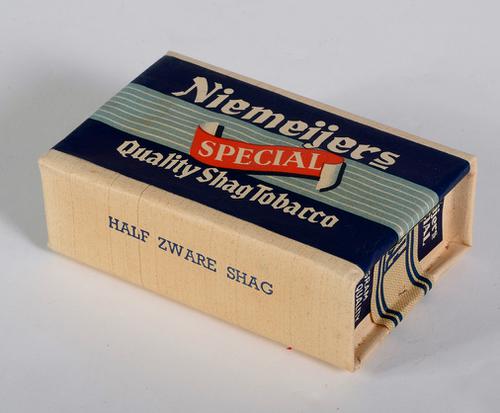 Niemeijers
SPECIAL
Quality Shag Tobacco
HALF ZWARE SHAG